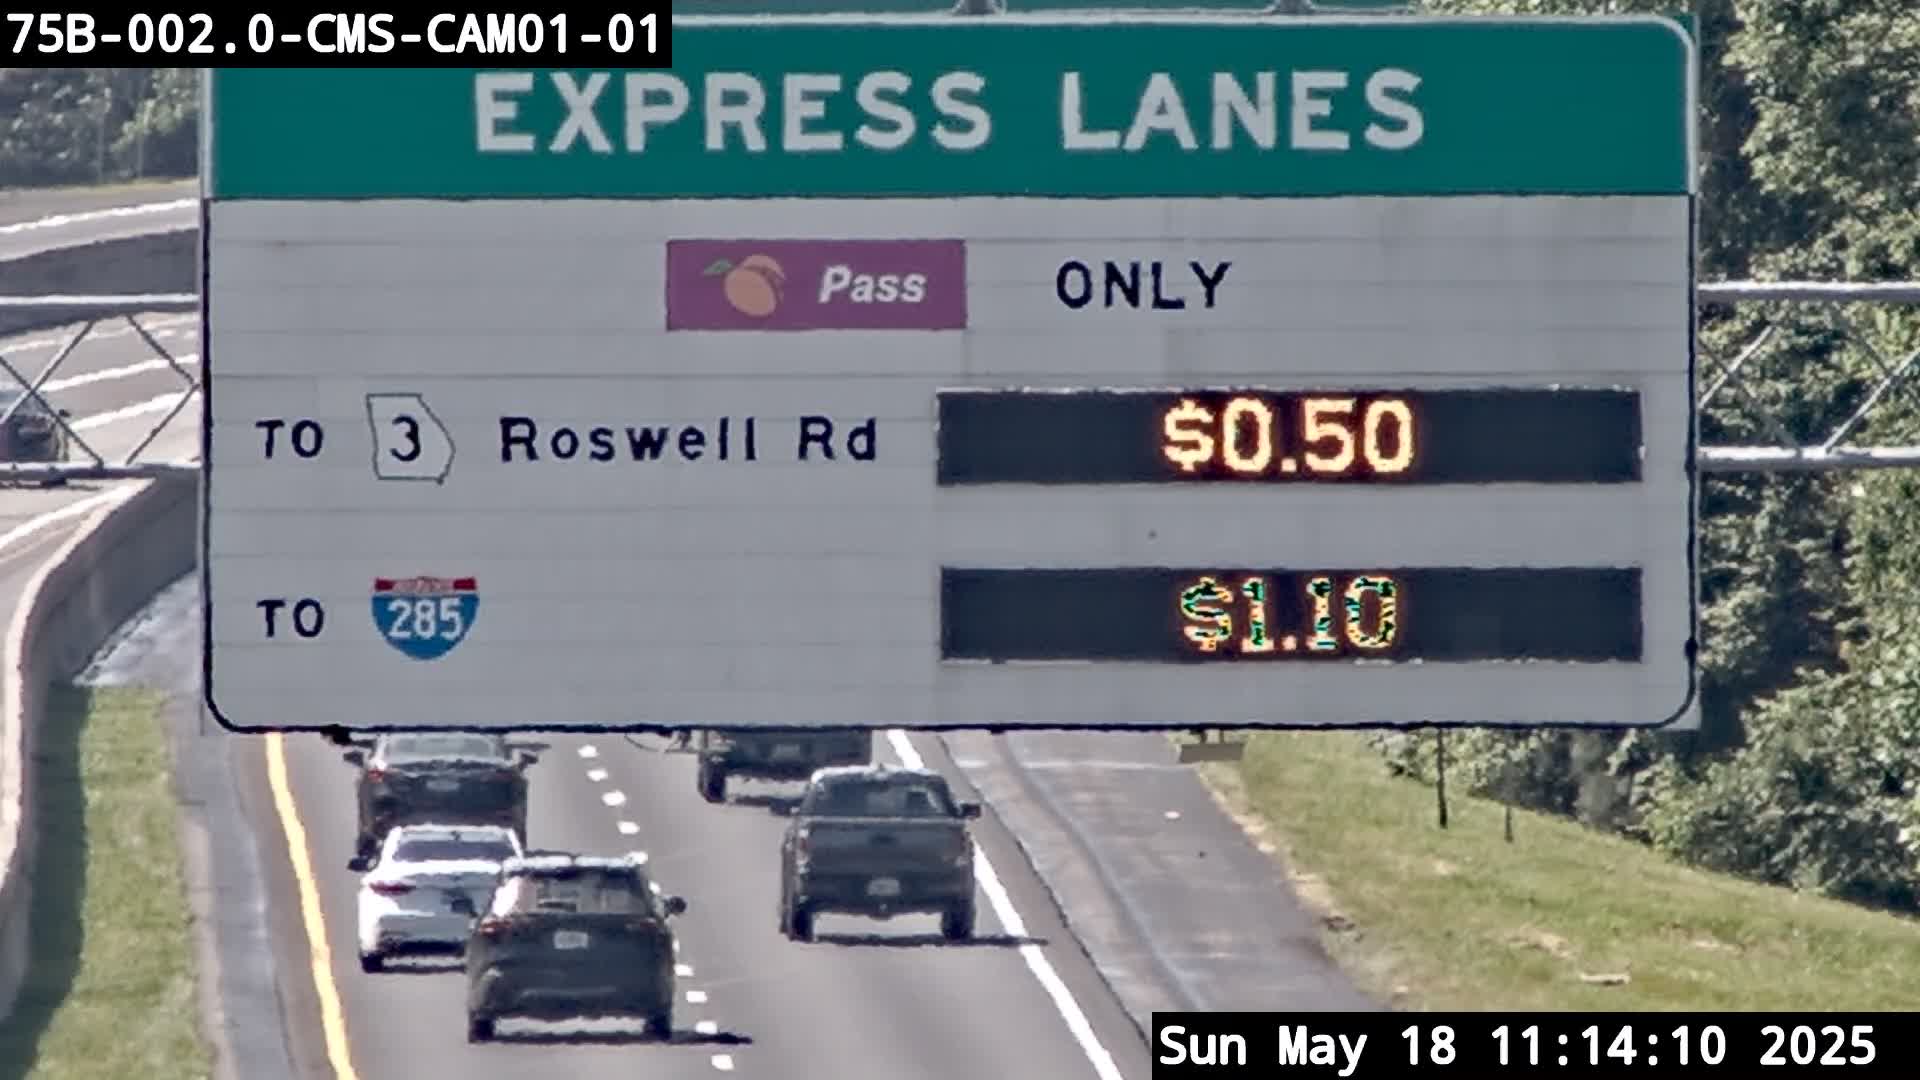 75B-002.0-CMS-CAM01-01
EXPRESS LANES
Pass ONLY
TO 3 Roswell Rd $0.50
TO 285 $1.10
Sun May 18 11:14:10 2025